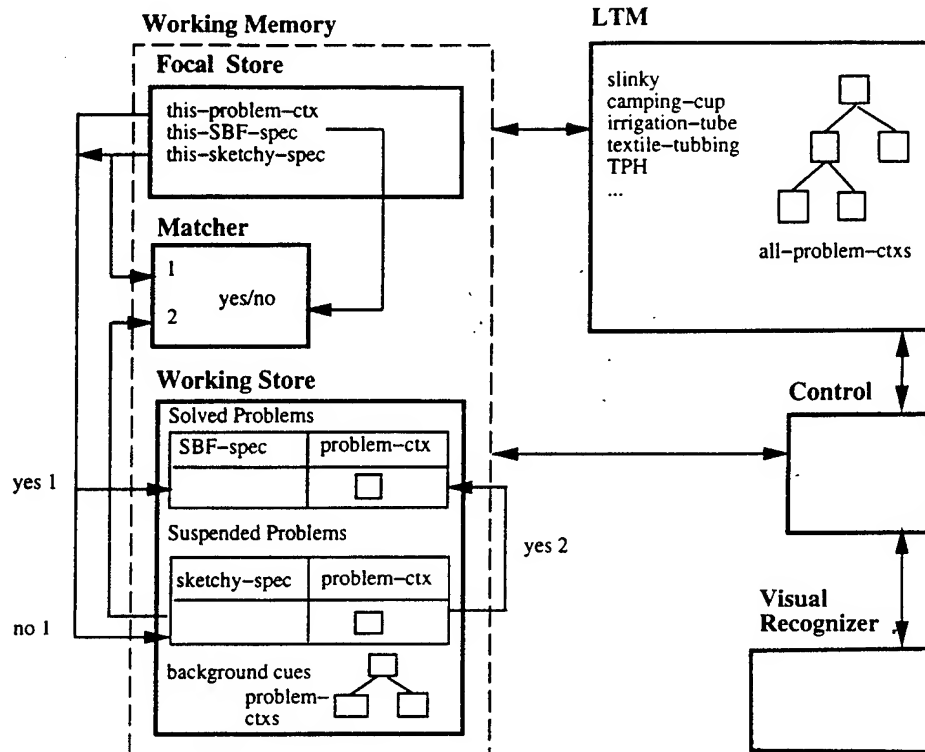 Working Memory
Focal Store
this-problem-ctx
this-SBF-spec
this-sketchy-spec
Matcher
1
2
yes/no
Working Store
Solved Problems
SBF-spec
problem-ctx
Suspended Problems
sketchy-spec
problem-ctx
background cues
problem-
ctxs
yes 1
no 1
yes 2
LTM
slinky
camping-cup
irrigation-tube
textile-tubbing
TPH
...
all-problem-ctxs
Control
Visual
Recognizer